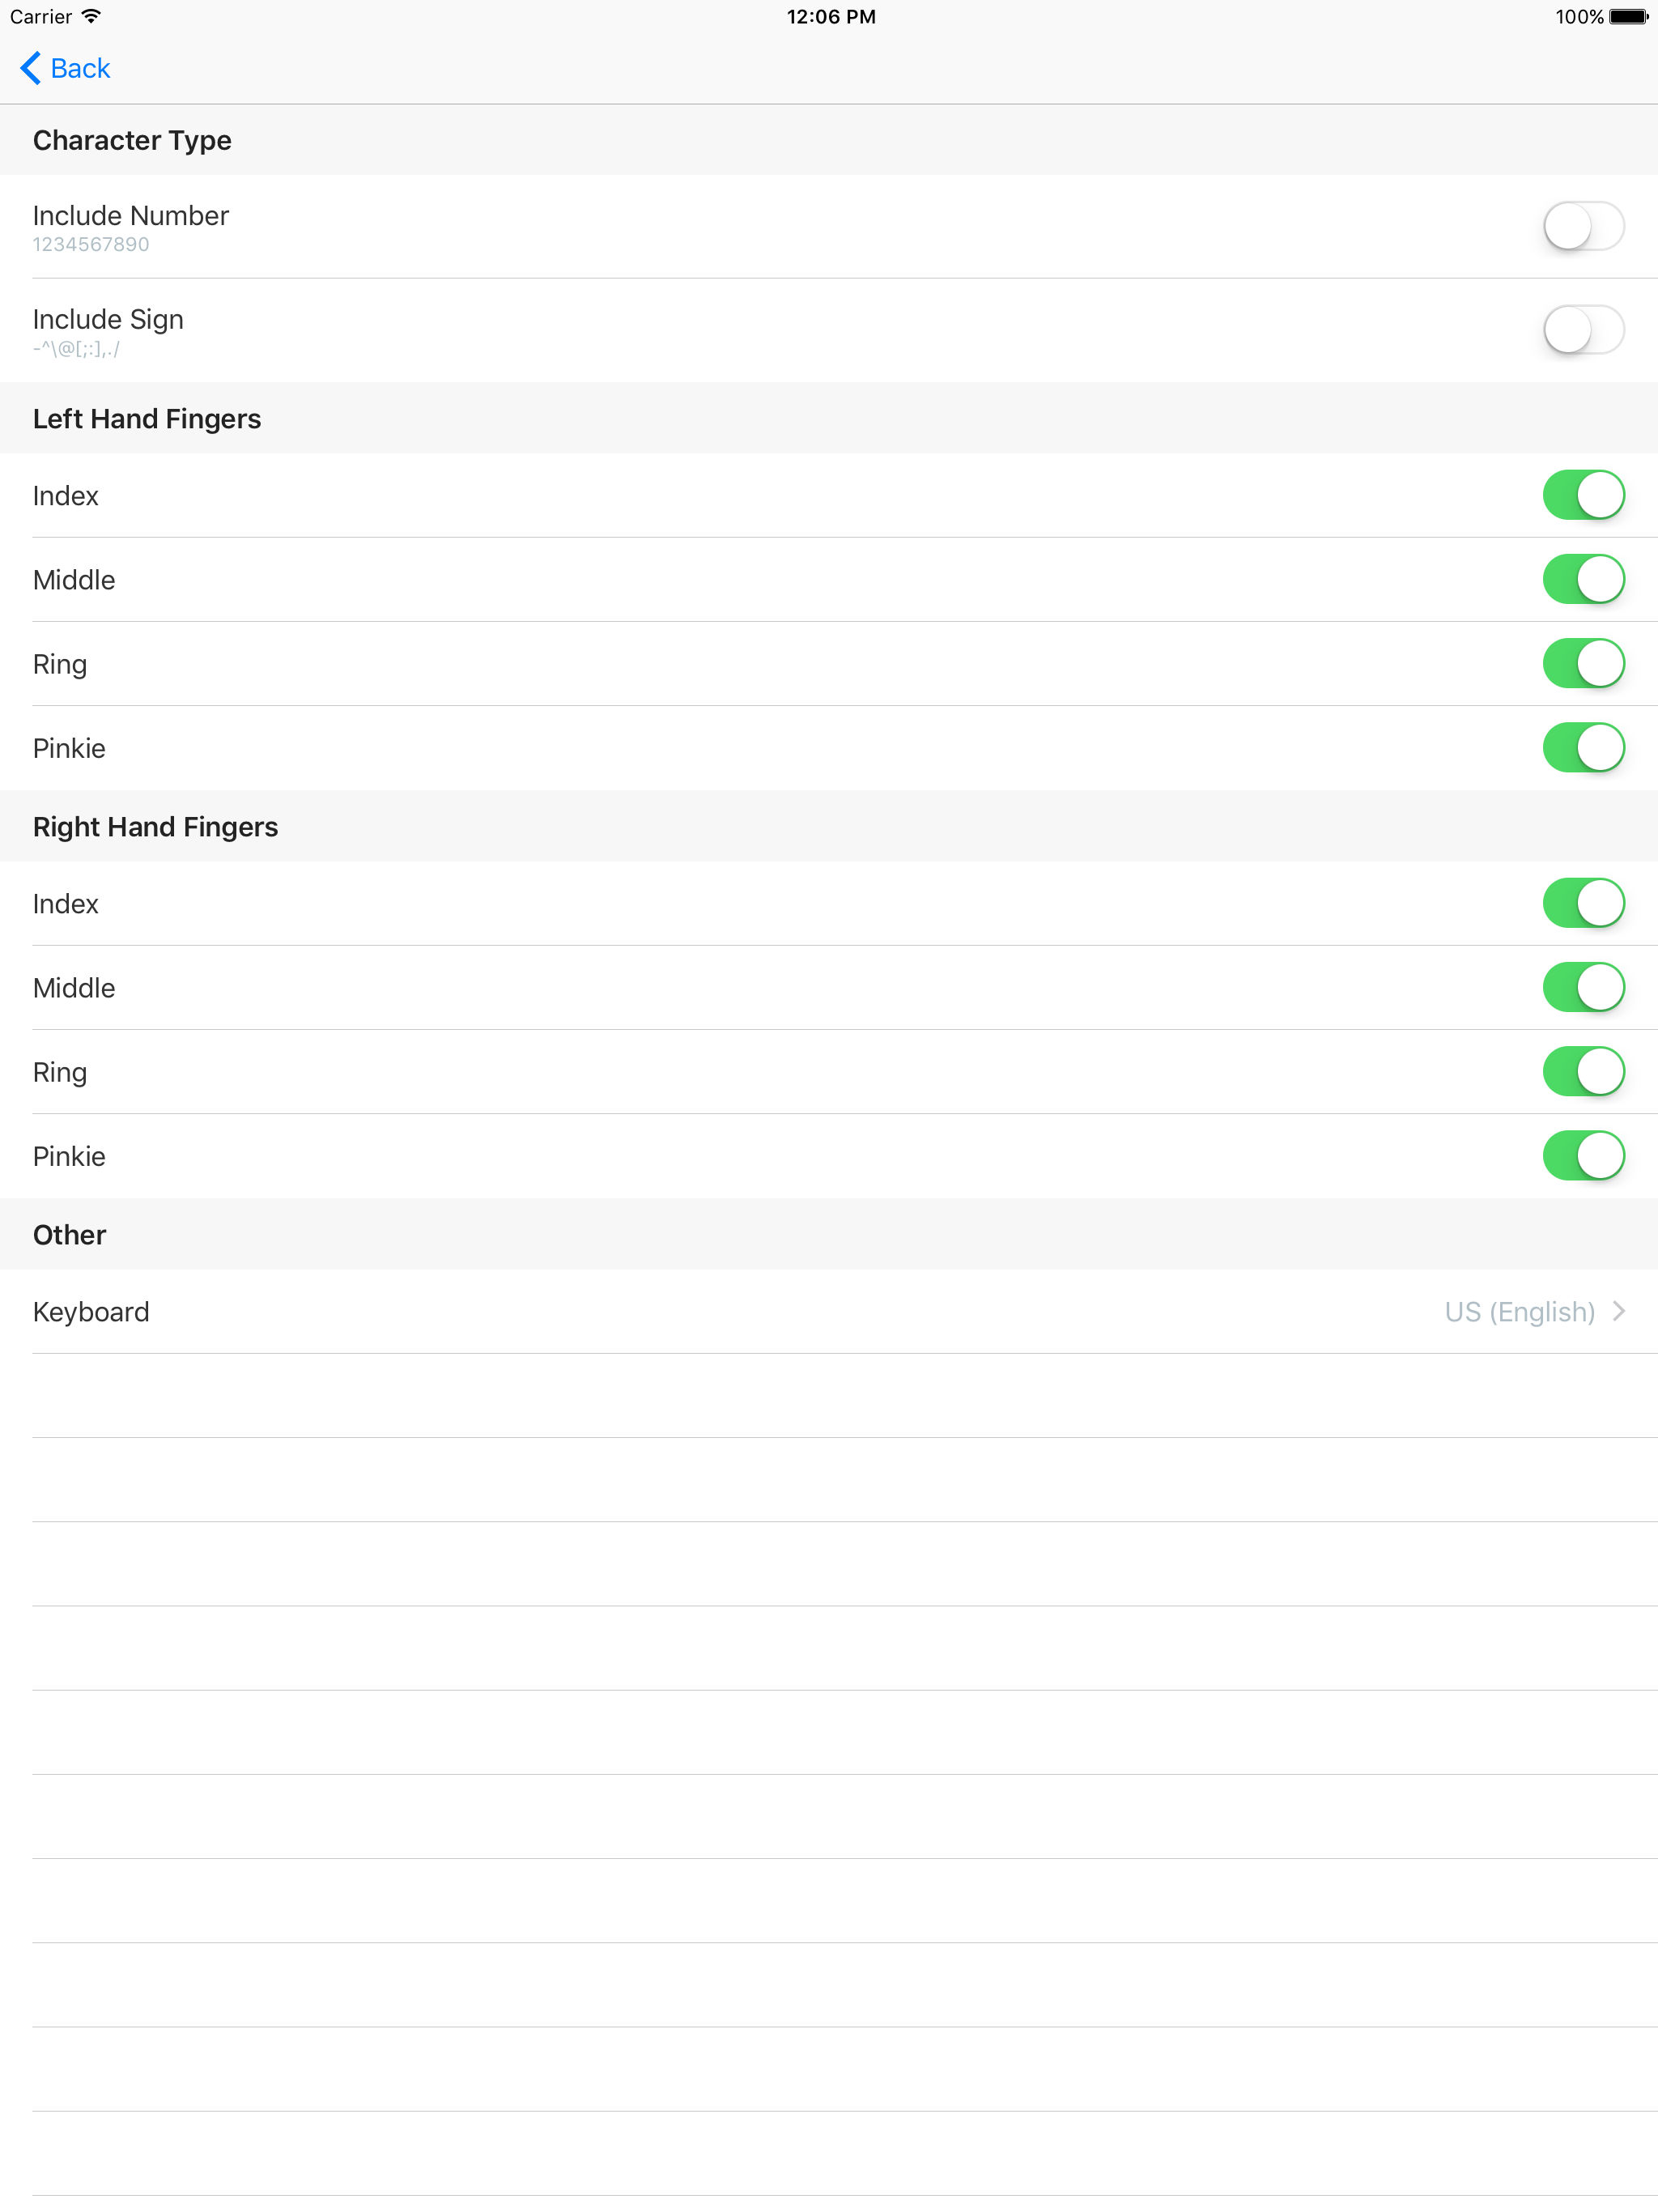 Carrier 12:06 PM 100%
Back
Character Type
Include Number
1234567890
Include Sign
-^\@[;:],./
Left Hand Fingers
Index
Middle
Ring
Pinkie
Right Hand Fingers
Index
Middle
Ring
Pinkie
Other
Keyboard US (English)